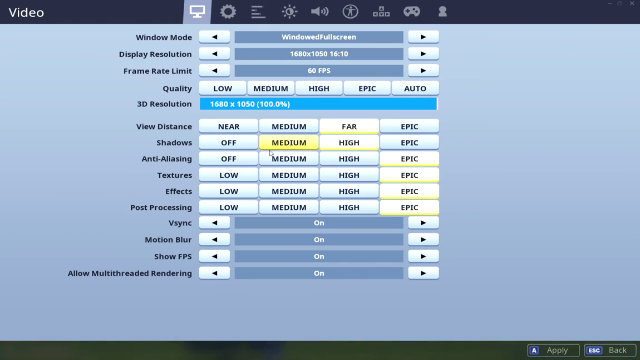 Video
Window Mode WindowedFullscreen
Display Resolution 1680x1050 16:10
Frame Rate Limit 60 FPS
Quality LOW MEDIUM HIGH EPIC AUTO
3D Resolution 1680 x 1050 (100.0%)
View Distance NEAR MEDIUM FAR EPIC
Shadows OFF MEDIUM HIGH EPIC
Anti-Aliasing OFF MEDIUM HIGH EPIC
Textures LOW MEDIUM HIGH EPIC
Effects LOW MEDIUM HIGH EPIC
Post Processing LOW MEDIUM HIGH EPIC
Vsync On
Motion Blur On
Show FPS On
Allow Multithreaded Rendering On
A Apply ESC Back